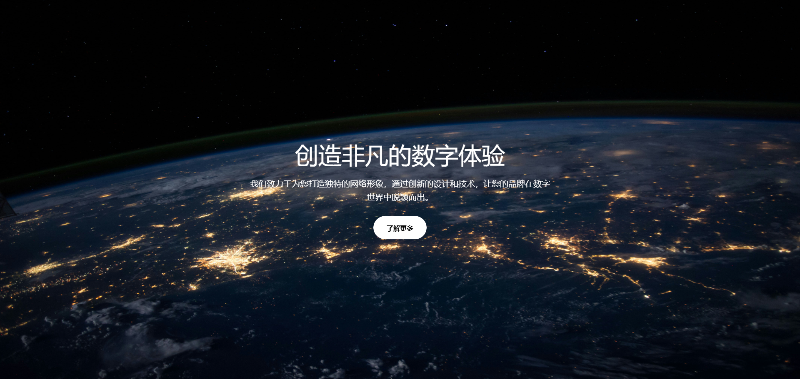 创造非凡的数字体验
我们致力于为您打造独特的网络形象，通过创新的设计和技术，让您的品牌在数字
世界中脱颖而出。
了解更多